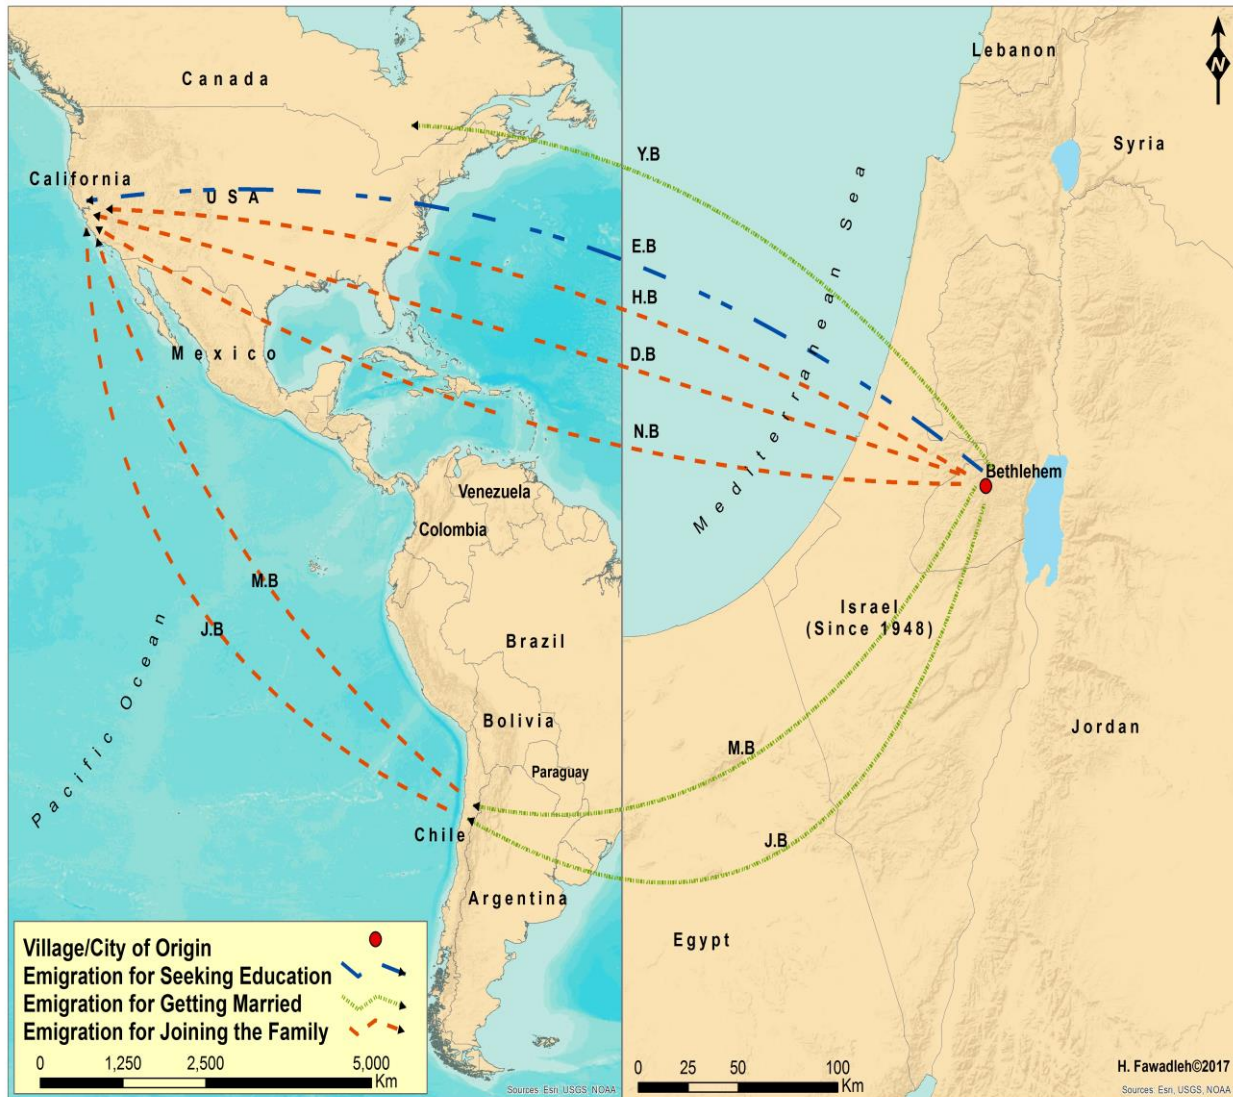 Canada
California
USA
Mexico
Pacific Ocean
Venezuela
Colombia
Brazil
Bolivia
Paraguay
Chile
Argentina
M.B
J.B
Village/City of Origin
Emigration for Seeking Education
Emigration for Getting Married
Emigration for Joining the Family
0 1,250 2,500 5,000
Km
Sources: Esri, USGS, NOAA
N
Lebanon
Syria
Mediterranean Sea
Y.B
E.B
H.B
D.B
N.B
Bethlehem
Israel
(Since 1948)
Jordan
M.B
J.B
Egypt
0 25 50 100
Km
H. Fawadleh©2017
Sources: Esri, USGS, NOAA